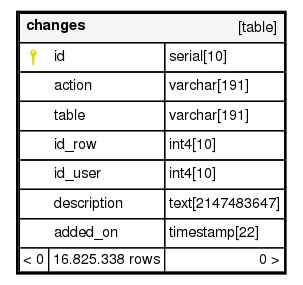 changes [table]
id serial[10]
action varchar[191]
table varchar[191]
id_row int4[10]
id_user int4[10]
description text[2147483647]
added_on timestamp[22]
< 0 16.825.338 rows 0 >